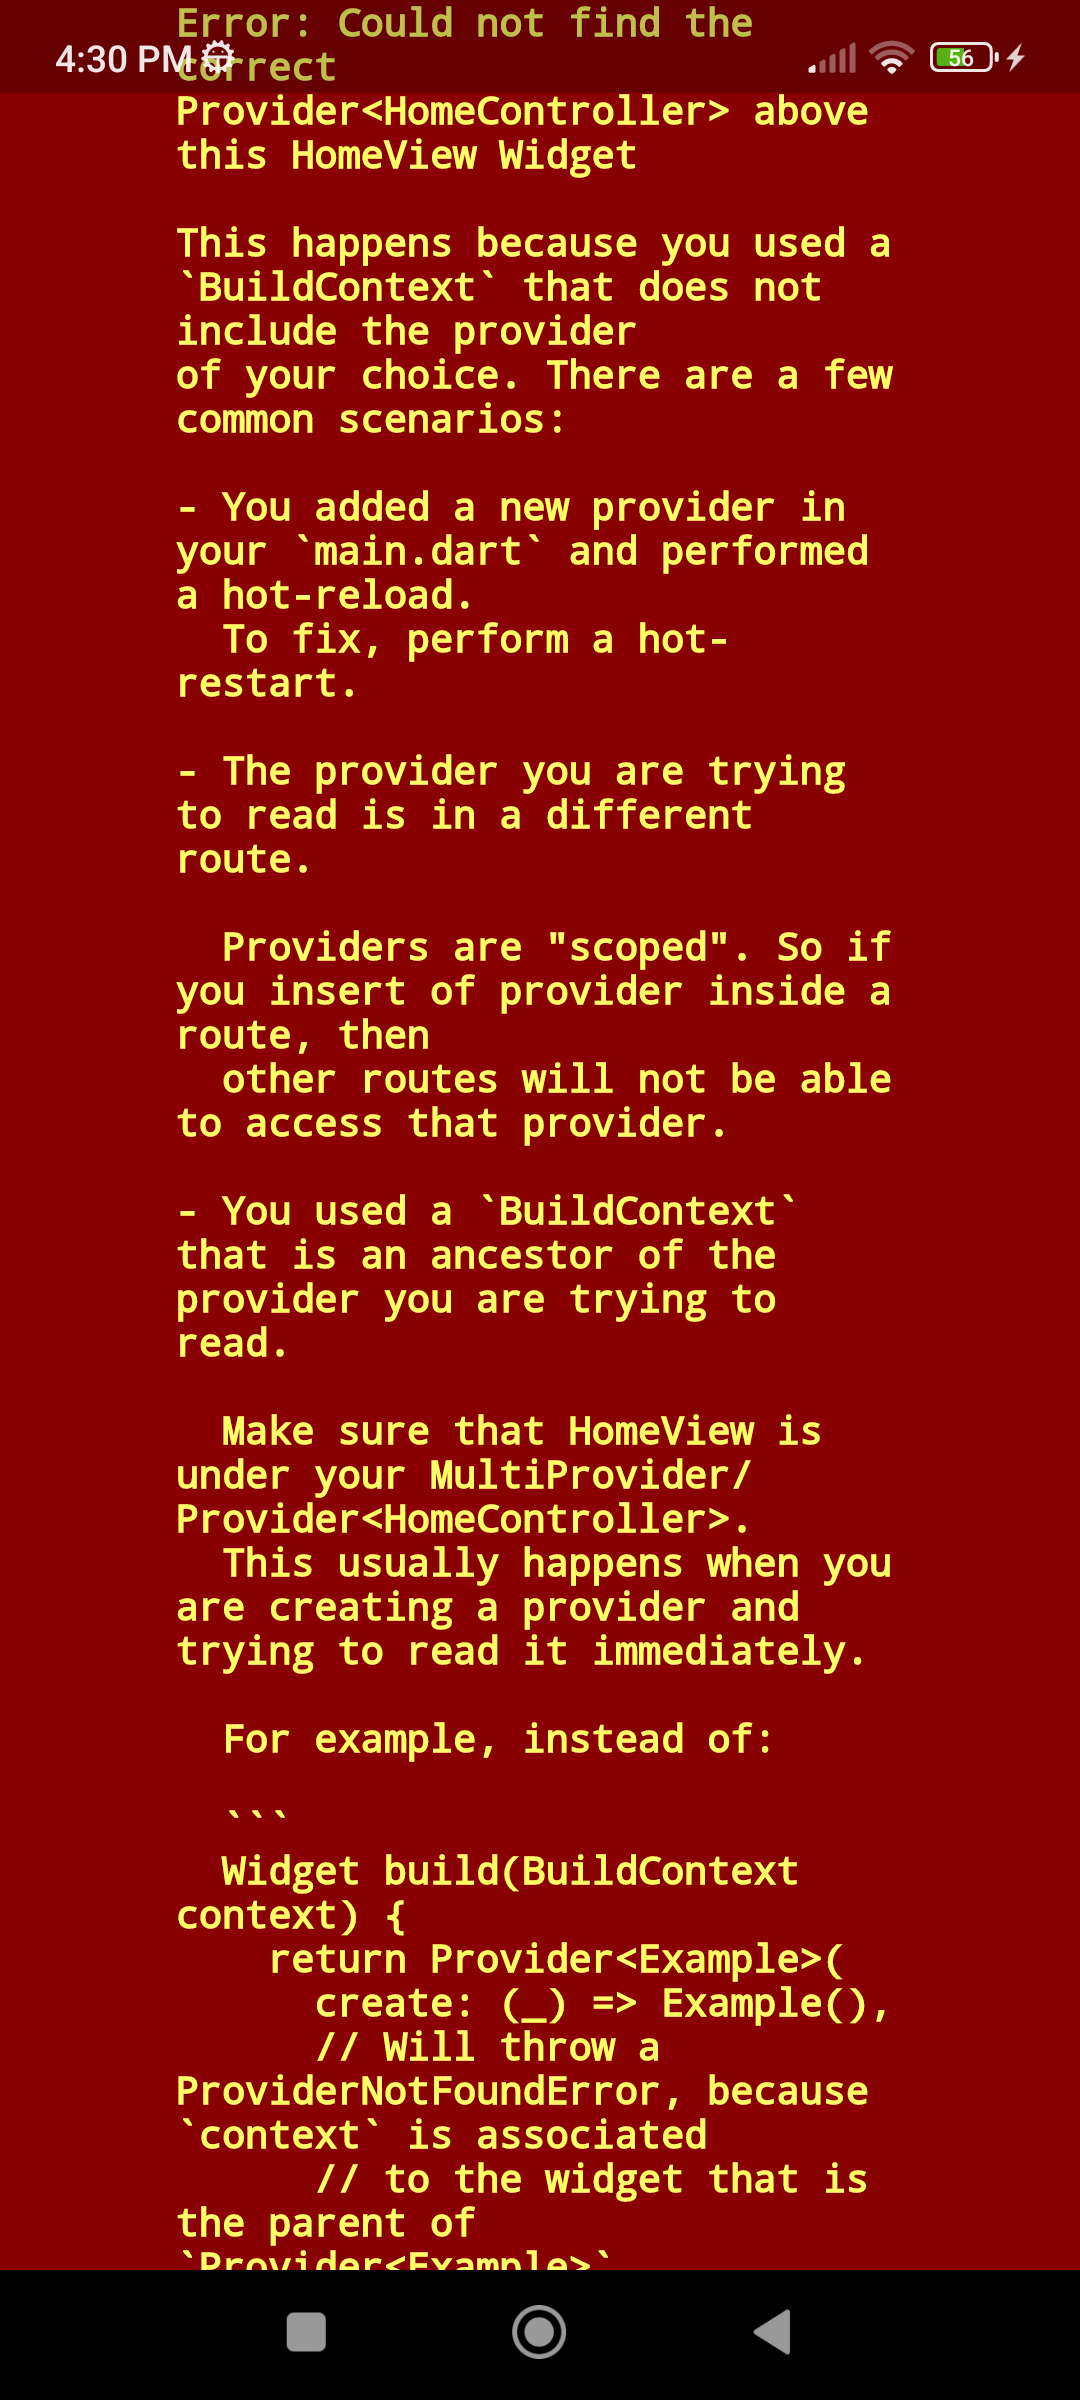 Error: Could not find the
4:30 PM
correct
56
Provider<HomeController> above
this HomeView Widget
This happens because you used a
`BuildContext` that does not
include the provider
of your choice. There are a few
common scenarios:
- You added a new provider in
your `main.dart` and performed
a hot-reload.
To fix, perform a hot-
restart.
- The provider you are trying
to read is in a different
route.
Providers are "scoped". So if
you insert of provider inside a
route, then
other routes will not be able
to access that provider.
- You used a `BuildContext`
that is an ancestor of the
provider you are trying to
read.
Make sure that HomeView is
under your MultiProvider/
Provider<HomeController>.
This usually happens when you
are creating a provider and
trying to read it immediately.
For example, instead of:
```
Widget build(BuildContext
context) {
return Provider<Example>(
create: (_) => Example(),
// Will throw a
ProviderNotFoundError, because
`context` is associated
// to the widget that is
the parent of
`Provider<Example>`